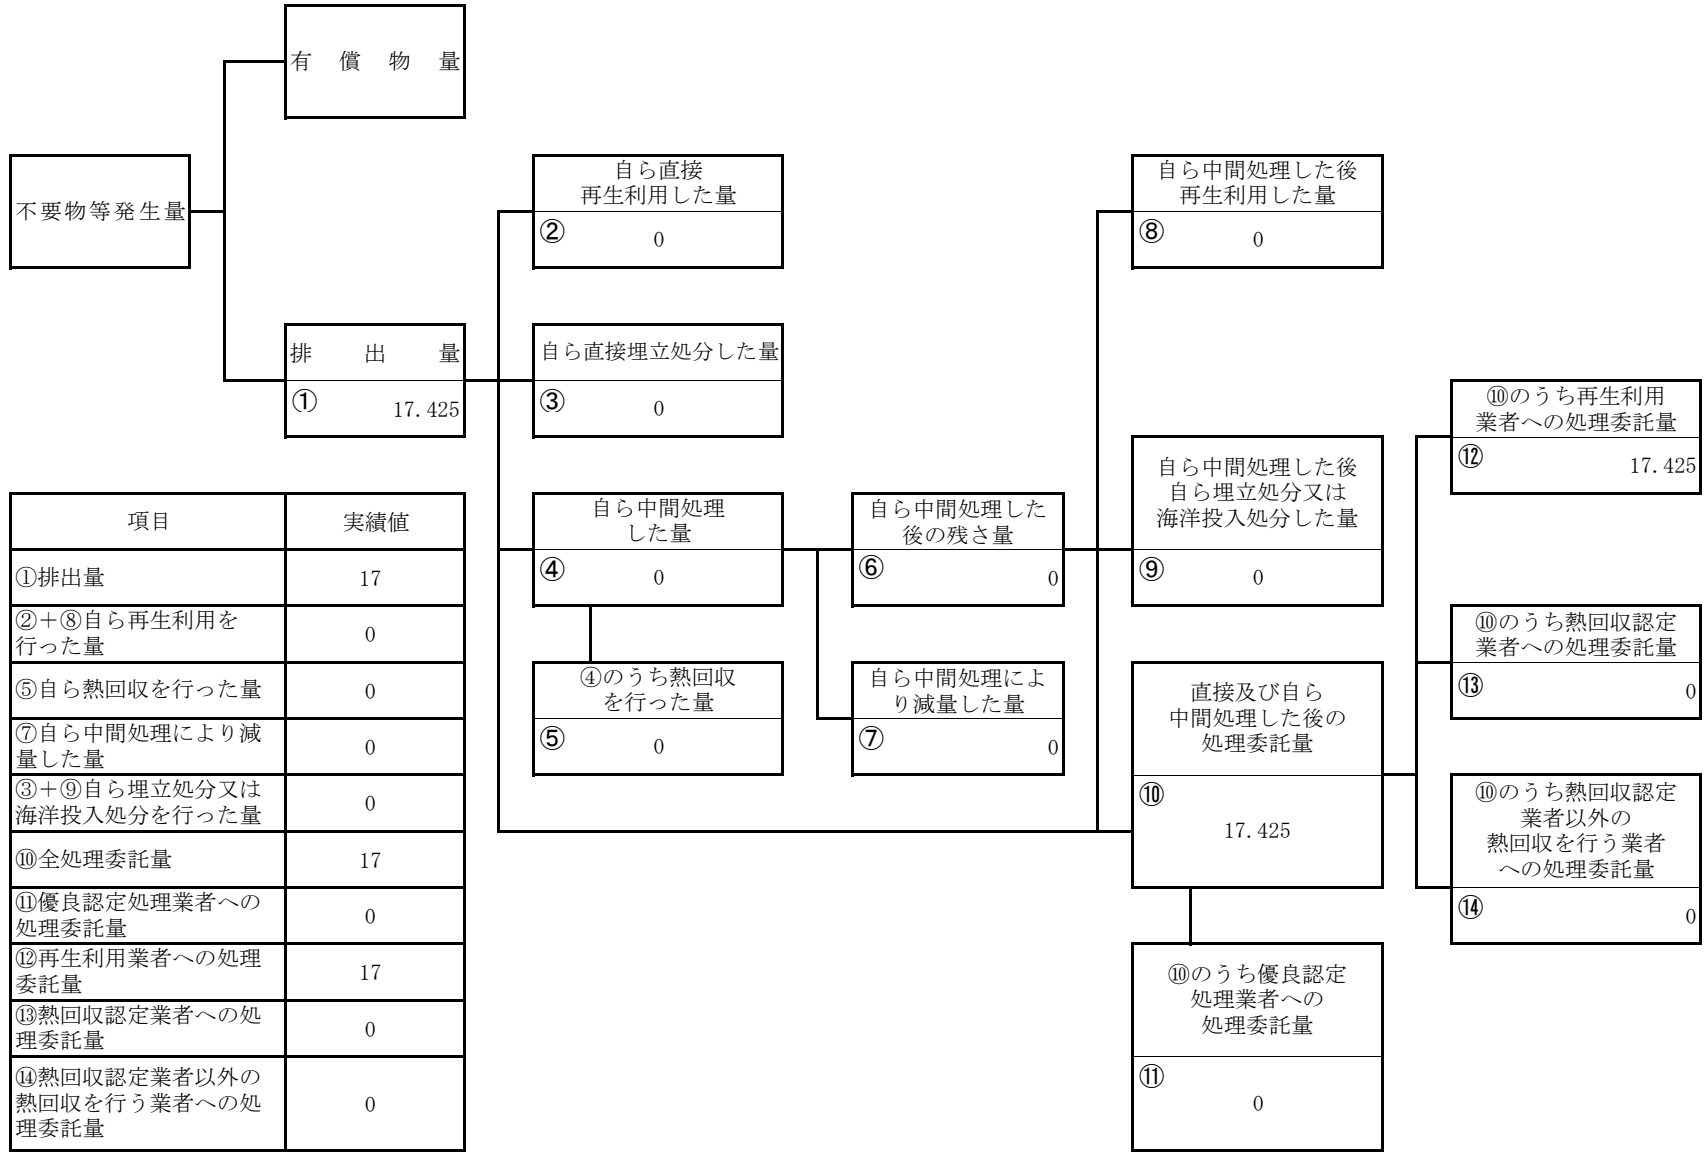 有償物量
不要物等発生量
排出量
① 17.425
自ら直接
再生利用した量
② 0
自ら直接埋立処分した量
③ 0
自ら中間処理
した量
④ 0
④のうち熱回収
を行った量
⑤ 0
自ら中間処理した
後の残さ量
⑥ 0
自ら中間処理によ
り減量した量
⑦ 0
自ら中間処理した後
再生利用した量
⑧ 0
自ら中間処理した後
自ら埋立処分又は
海洋投入処分した量
⑨ 0
直接及び自ら
中間処理した後の
処理委託量
⑩
17.425
⑩のうち優良認定
処理業者への
処理委託量
⑪
0
⑩のうち再生利用
業者への処理委託量
⑫ 17.425
⑩のうち熱回収認定
業者への処理委託量
⑬ 0
⑩のうち熱回収認定
業者以外の
熱回収を行う業者
への処理委託量
⑭ 0
項目 実績値
①排出量 17
②＋⑧自ら再生利用を
行った量 0
⑤自ら熱回収を行った量 0
⑦自ら中間処理により減
量した量 0
③＋⑨自ら埋立処分又は
海洋投入処分を行った量 0
⑩全処理委託量 17
⑪優良認定処理業者への
処理委託量 0
⑫再生利用業者への処理
委託量 17
⑬熱回収認定業者への処
理委託量 0
⑭熱回収認定業者以外の
熱回収を行う業者への処 0
理委託量